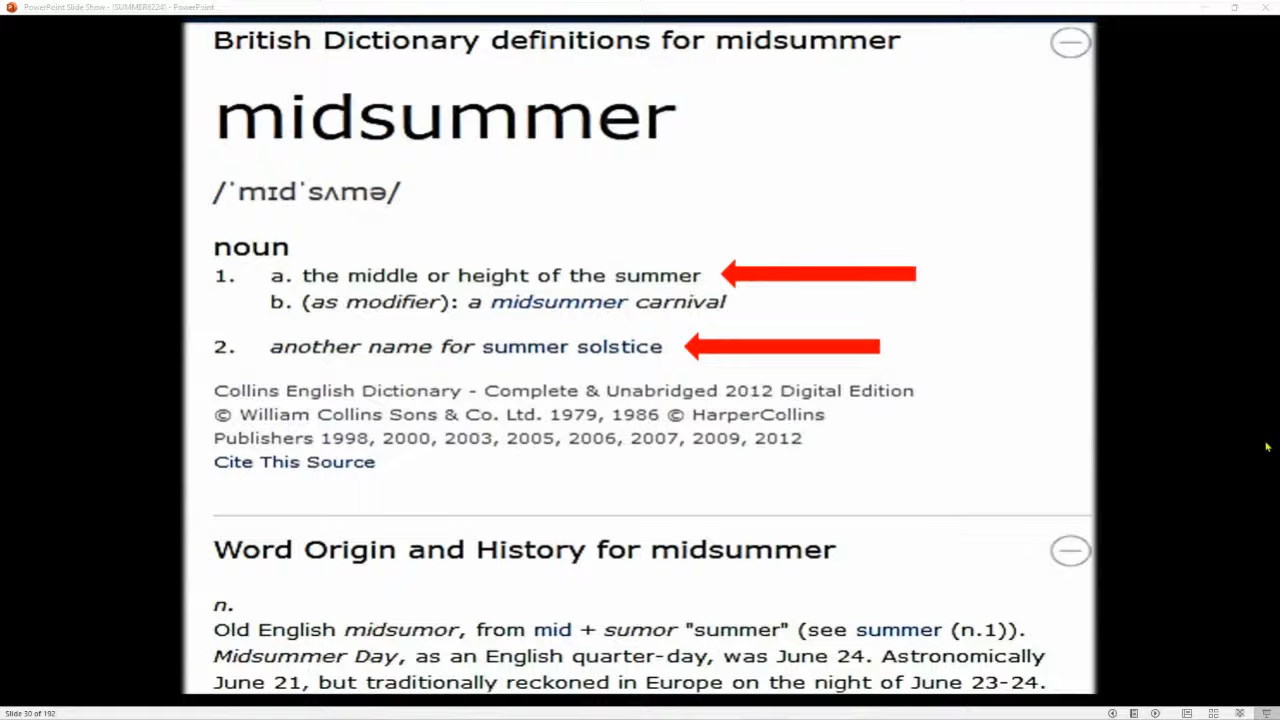 PowerPoint Slide Show - [SUMMER6224] - PowerPoint
British Dictionary definitions for midsummer
midsummer
/ˈmɪdˈsʌmə/
noun
1. a. the middle or height of the summer
b. (as modifier): a midsummer carnival
2. another name for summer solstice
Collins English Dictionary - Complete & Unabridged 2012 Digital Edition
© William Collins Sons & Co. Ltd. 1979, 1986 © HarperCollins
Publishers 1998, 2000, 2003, 2005, 2006, 2007, 2009, 2012
Cite This Source
Word Origin and History for midsummer
n.
Old English midsumor, from mid + sumor "summer" (see summer (n.1)).
Midsummer Day, as an English quarter-day, was June 24. Astronomically
June 21, but traditionally reckoned in Europe on the night of June 23-24.
Slide 30 of 192